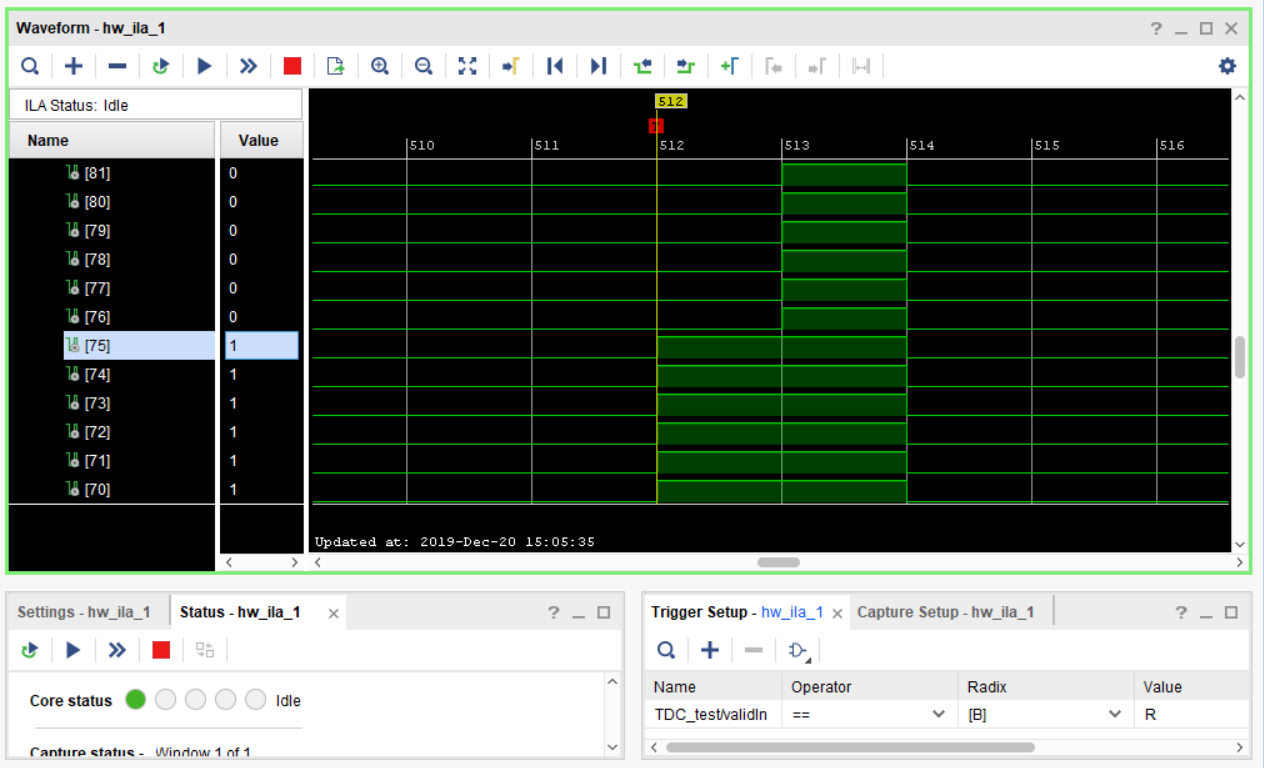 Waveform - hw_ila_1
ILA Status: Idle
512
Name Value
510 511 512 513 514 515 516
[81] 0
[80] 0
[79] 0
[78] 0
[77] 0
[76] 0
[75] 1
[74] 1
[73] 1
[72] 1
[71] 1
[70] 1
Updated at: 2019-Dec-20 15:05:35
Settings - hw_ila_1 Status - hw_ila_1
Core status Idle
Capture status - Window 1 of 1
Trigger Setup - hw_ila_1 Capture Setup - hw_ila_1
Name Operator Radix Value
TDC_test/validIn == [B] R